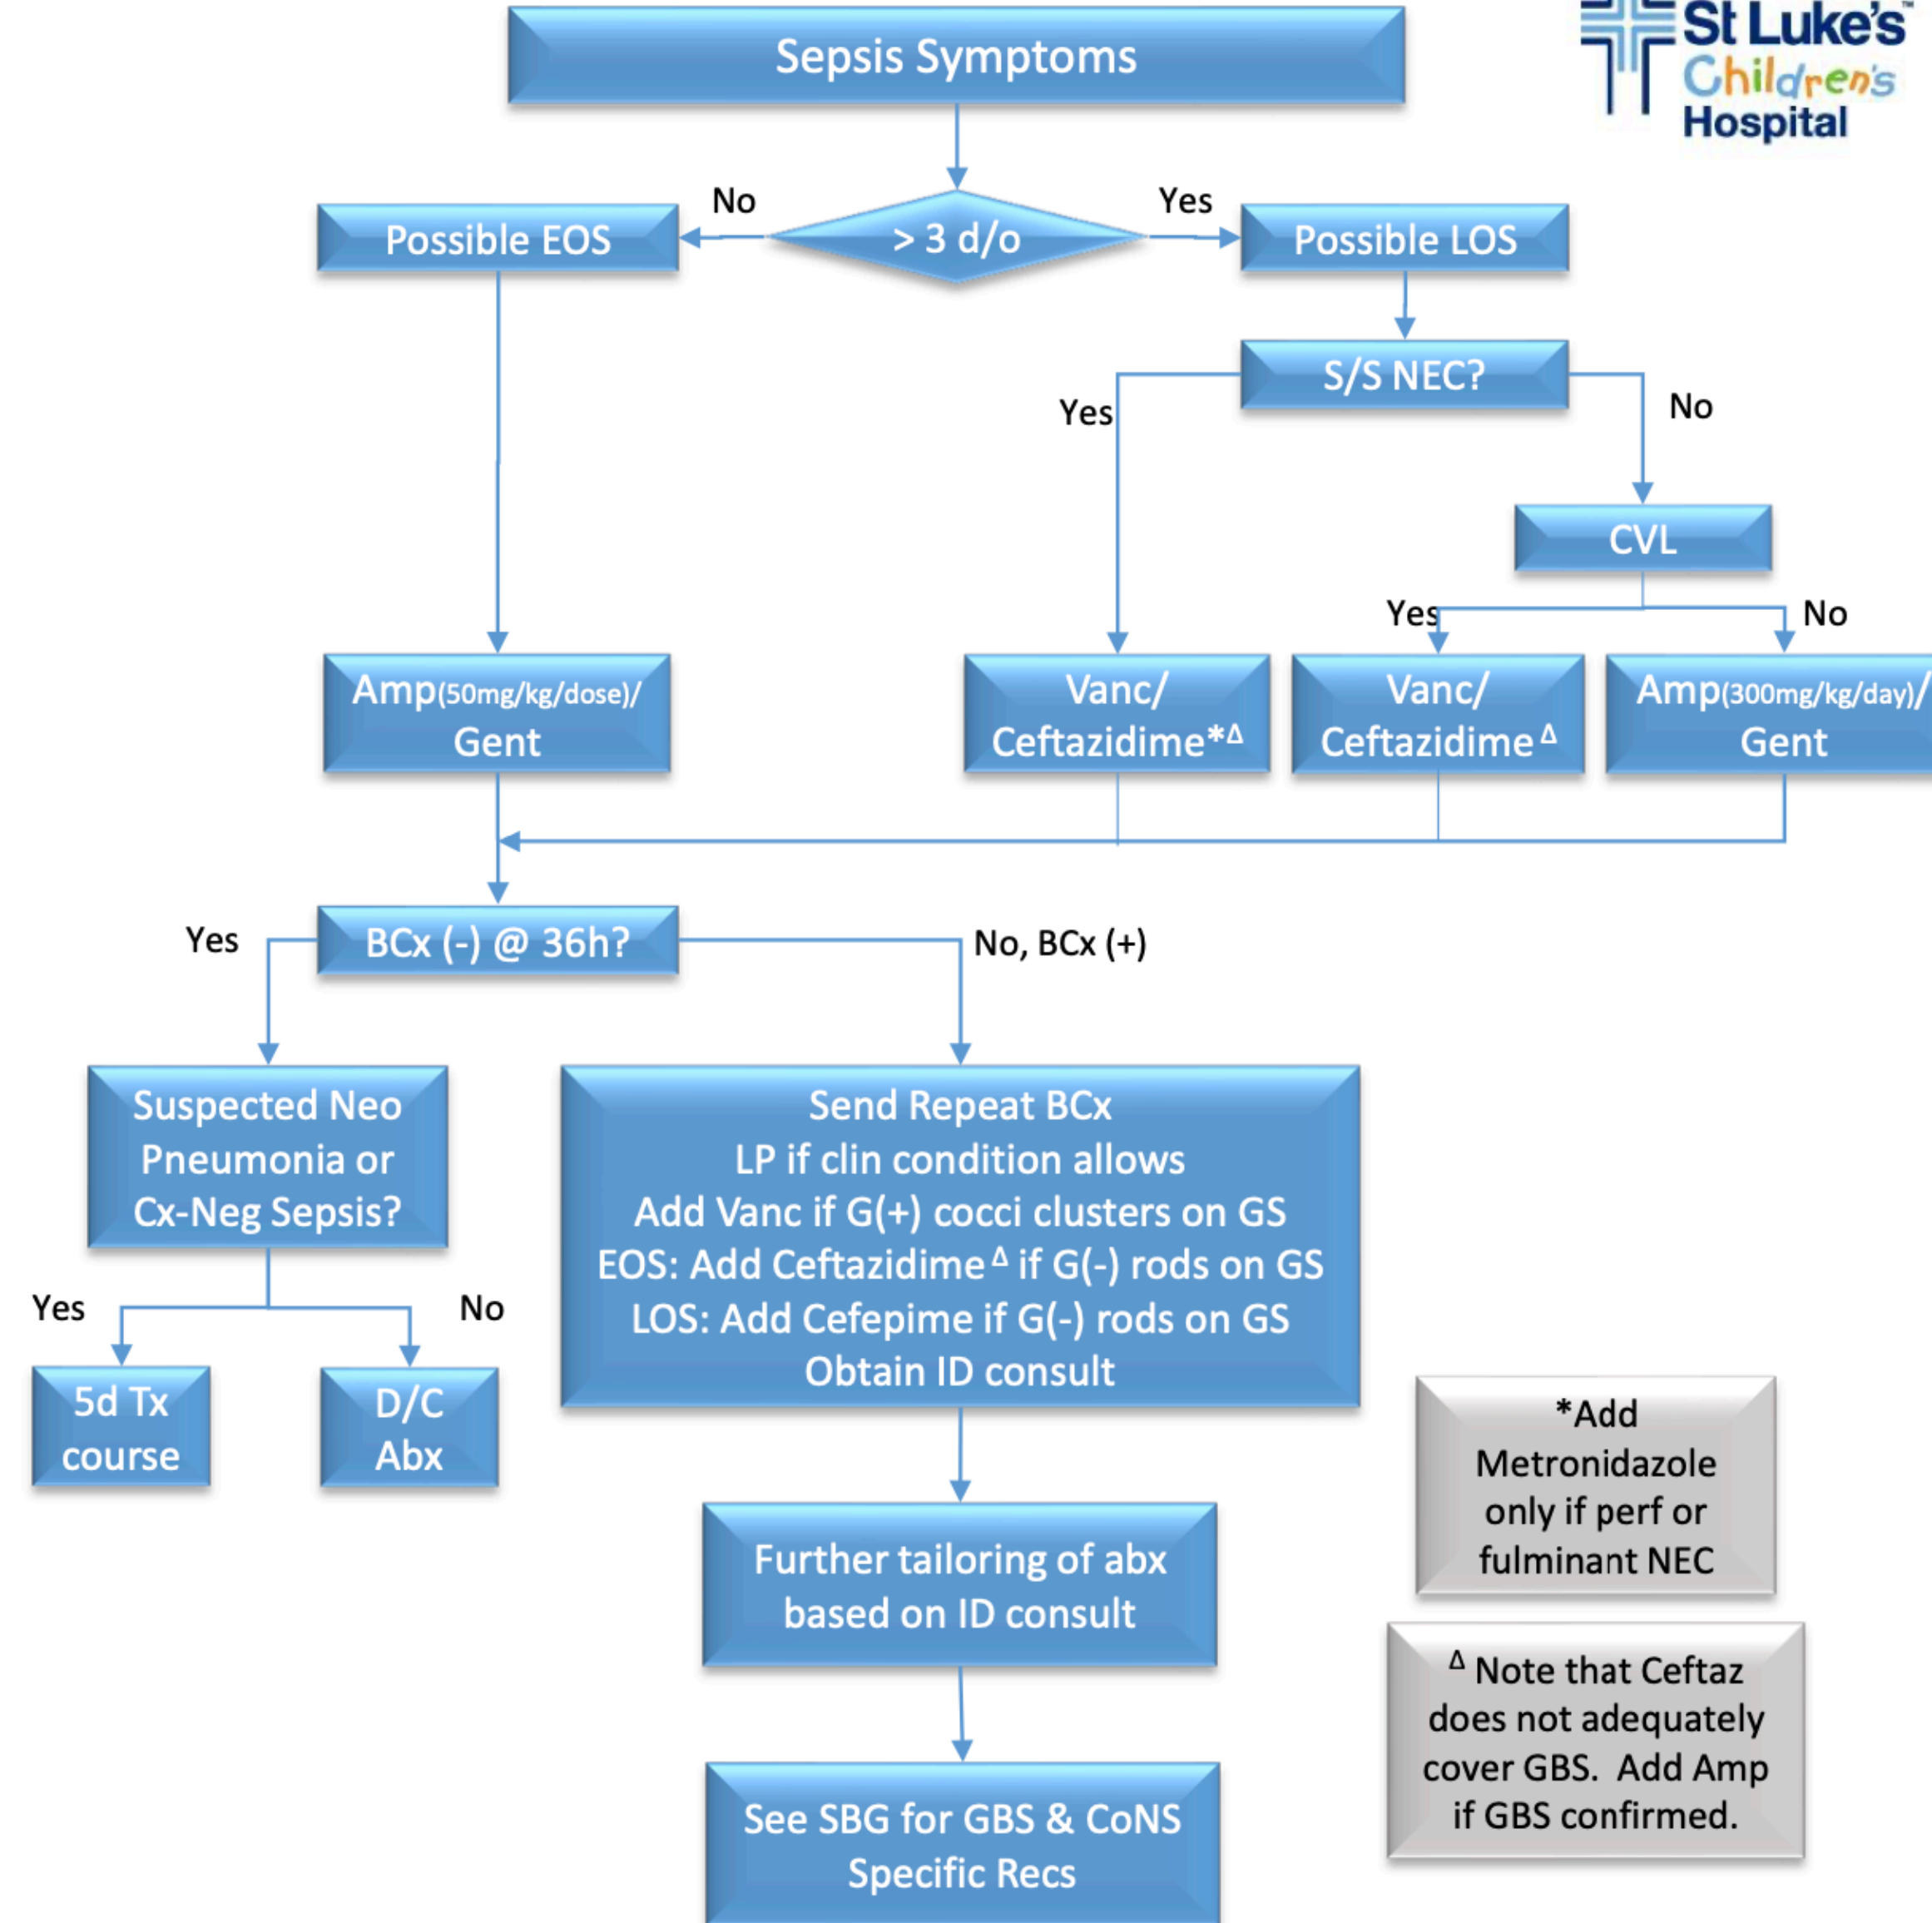 St Luke's™
Children's
Hospital
Sepsis Symptoms
No
Yes
Possible EOS
> 3 d/o
Possible LOS
S/S NEC?
Yes
No
CVL
Yes
No
Amp(50mg/kg/dose)/
Gent
Vanc/
Ceftazidime*Δ
Vanc/
Ceftazidime Δ
Amp(300mg/kg/day)/
Gent
Yes
BCx (-) @ 36h?
No, BCx (+)
Suspected Neo
Pneumonia or
Cx-Neg Sepsis?
Send Repeat BCx
LP if clin condition allows
Add Vanc if G(+) cocci clusters on GS
EOS: Add Ceftazidime Δ if G(-) rods on GS
LOS: Add Cefepime if G(-) rods on GS
Obtain ID consult
Yes
No
5d Tx
course
D/C
Abx
*Add
Metronidazole
only if perf or
fulminant NEC
Further tailoring of abx
based on ID consult
Δ Note that Ceftaz
does not adequately
cover GBS. Add Amp
if GBS confirmed.
See SBG for GBS & CoNS
Specific Recs